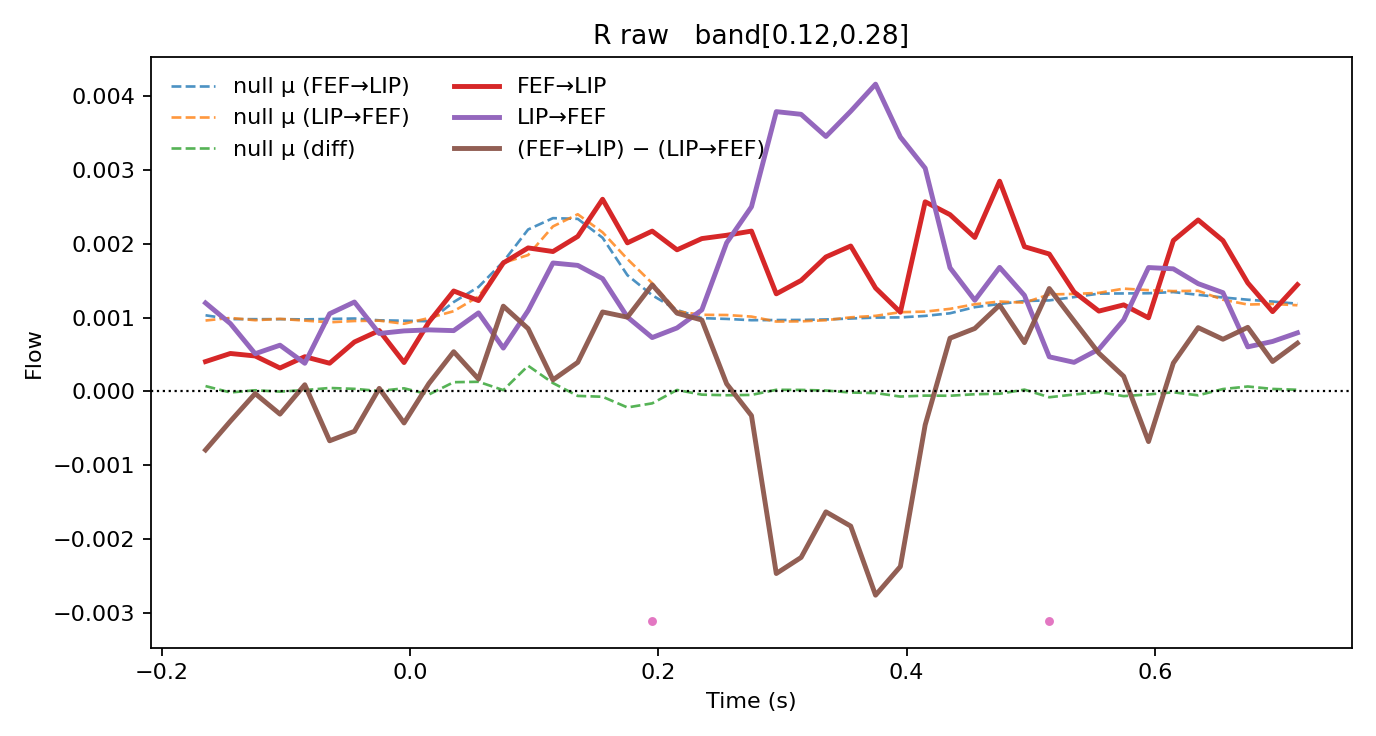 R raw band[0.12,0.28]
null μ (FEF→LIP)
null μ (LIP→FEF)
null μ (diff)
FEF→LIP
LIP→FEF
(FEF→LIP) − (LIP→FEF)
Flow
0.004
0.003
0.002
0.001
0.000
−0.001
−0.002
−0.003
−0.2
0.0
0.2
0.4
0.6
Time (s)